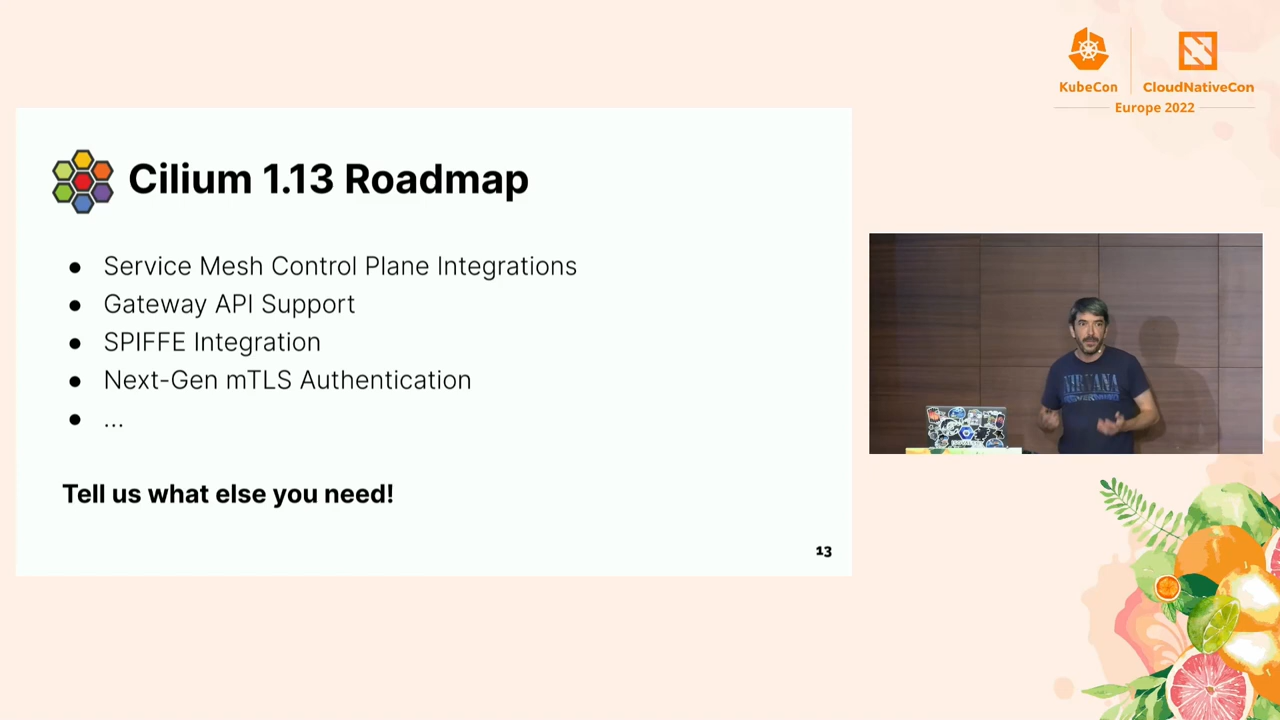 KubeCon
CloudNativeCon
Europe 2022
Cilium 1.13 Roadmap
● Service Mesh Control Plane Integrations
● Gateway API Support
● SPIFFE Integration
● Next-Gen mTLS Authentication
● ...
Tell us what else you need!
13
NIRVANA